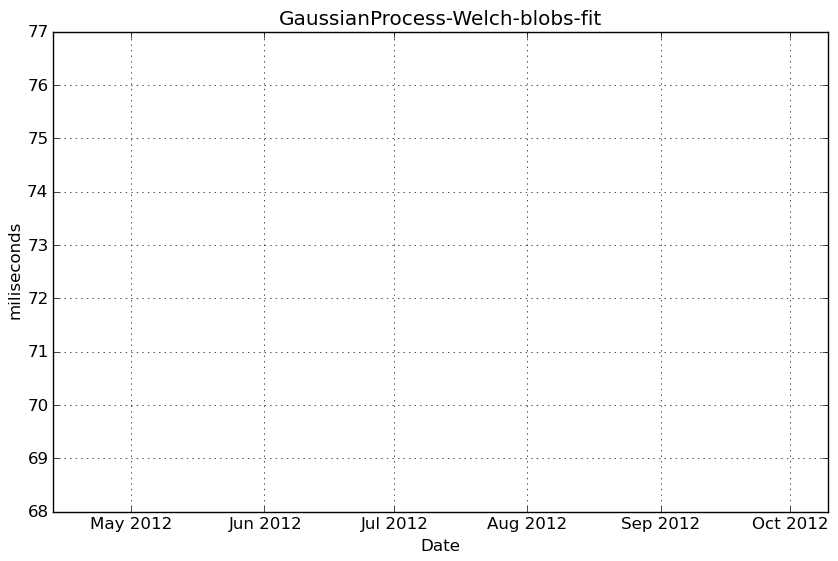 GaussianProcess-Welch-blobs-fit
77
76
75
74
73
72
71
70
69
68
miliseconds
May 2012 Jun 2012 Jul 2012 Aug 2012 Sep 2012 Oct 2012
Date